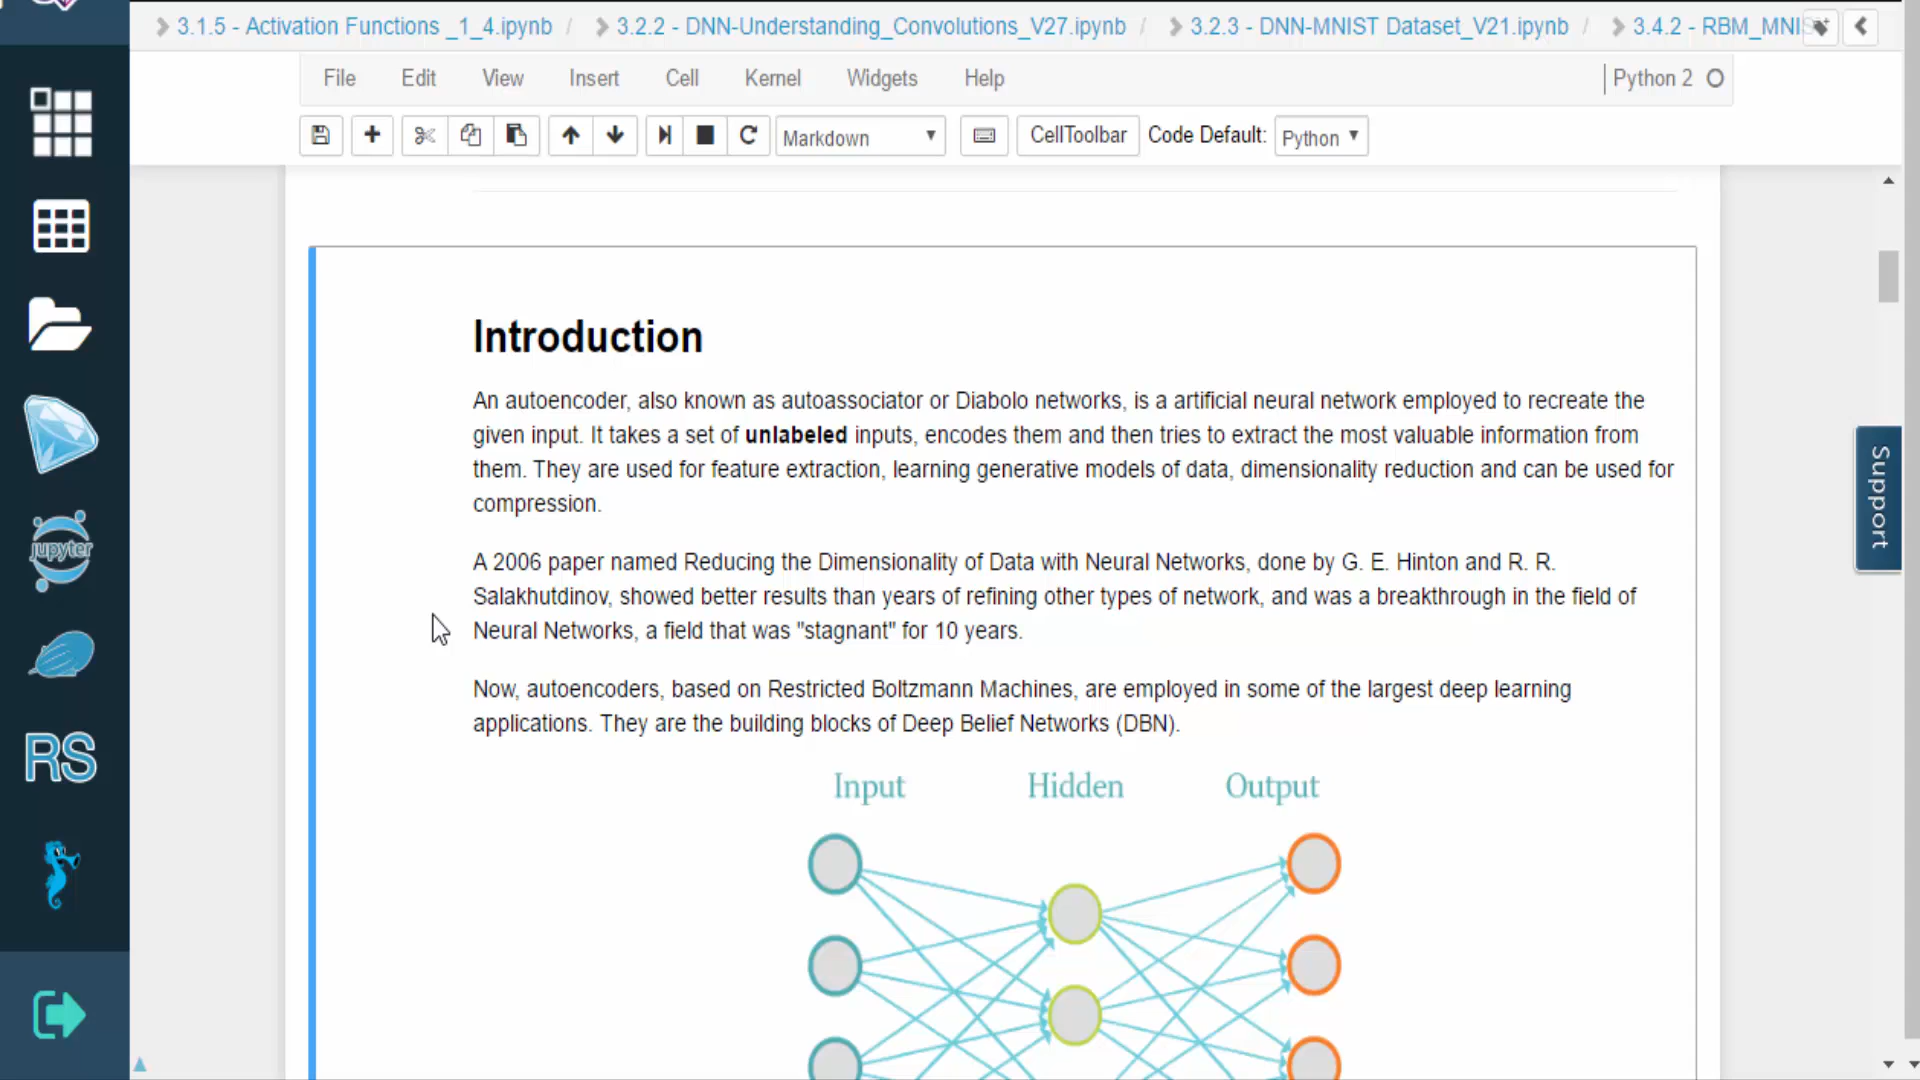 3.1.5 - Activation Functions _1_4.ipynb / 3.2.2 - DNN-Understanding_Convolutions_V27.ipynb / 3.2.3 - DNN-MNIST Dataset_V21.ipynb / 3.4.2 - RBM_MNIS
File Edit View Insert Cell Kernel Widgets Help Python 2
Markdown CellToolbar Code Default: Python
Introduction
An autoencoder, also known as autoassociator or Diabolo networks, is a artificial neural network employed to recreate the
given input. It takes a set of unlabeled inputs, encodes them and then tries to extract the most valuable information from
them. They are used for feature extraction, learning generative models of data, dimensionality reduction and can be used for
compression.
A 2006 paper named Reducing the Dimensionality of Data with Neural Networks, done by G. E. Hinton and R. R.
Salakhutdinov, showed better results than years of refining other types of network, and was a breakthrough in the field of
Neural Networks, a field that was "stagnant" for 10 years.
Now, autoencoders, based on Restricted Boltzmann Machines, are employed in some of the largest deep learning
applications. They are the building blocks of Deep Belief Networks (DBN).
Input Hidden Output
jupyter
RS
Support